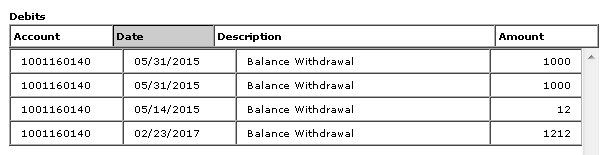 Debits
Account Date Description Amount
1001160140 05/31/2015 Balance Withdrawal 1000
1001160140 05/31/2015 Balance Withdrawal 1000
1001160140 05/14/2015 Balance Withdrawal 12
1001160140 02/23/2017 Balance Withdrawal 1212